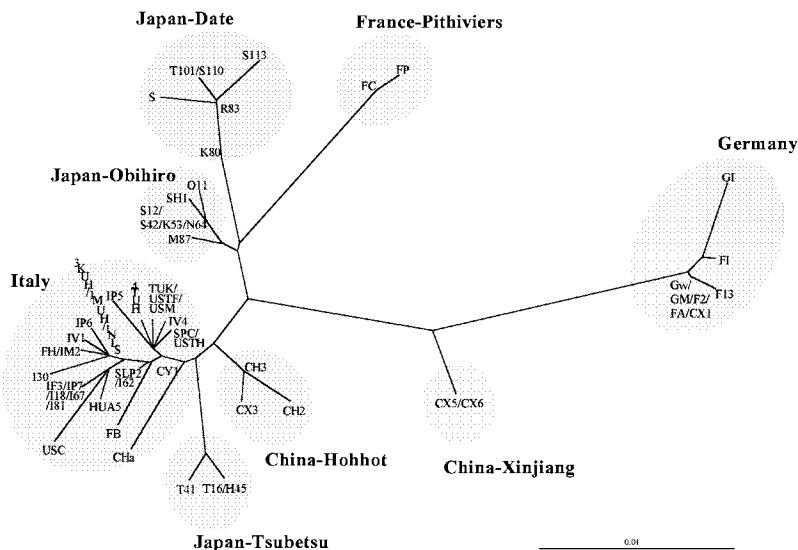 Japan-Date
France-Pithiviers
S113
T101/S110
S
R83
FP
FC
K80
Germany
GI
FI
Gw/
GM/F2/
FA/CX1
F13
Japan-Obihiro
O11
SH1
S12/
S42/K53/N64
M87
Italy
IP5
TUK/
USTF/
USM
IV4
SPC/
USTH
IP6
IV1
FH/IM2
I30
IF3/IP7
/I18/I67
/I81
SLP2
/I62
CY1
HUA5
USC
FB
CHa
CH3
CX3
CH2
China-Hohhot
CX5/CX6
China-Xinjiang
T41
T16/H45
Japan-Tsubetsu
0.01